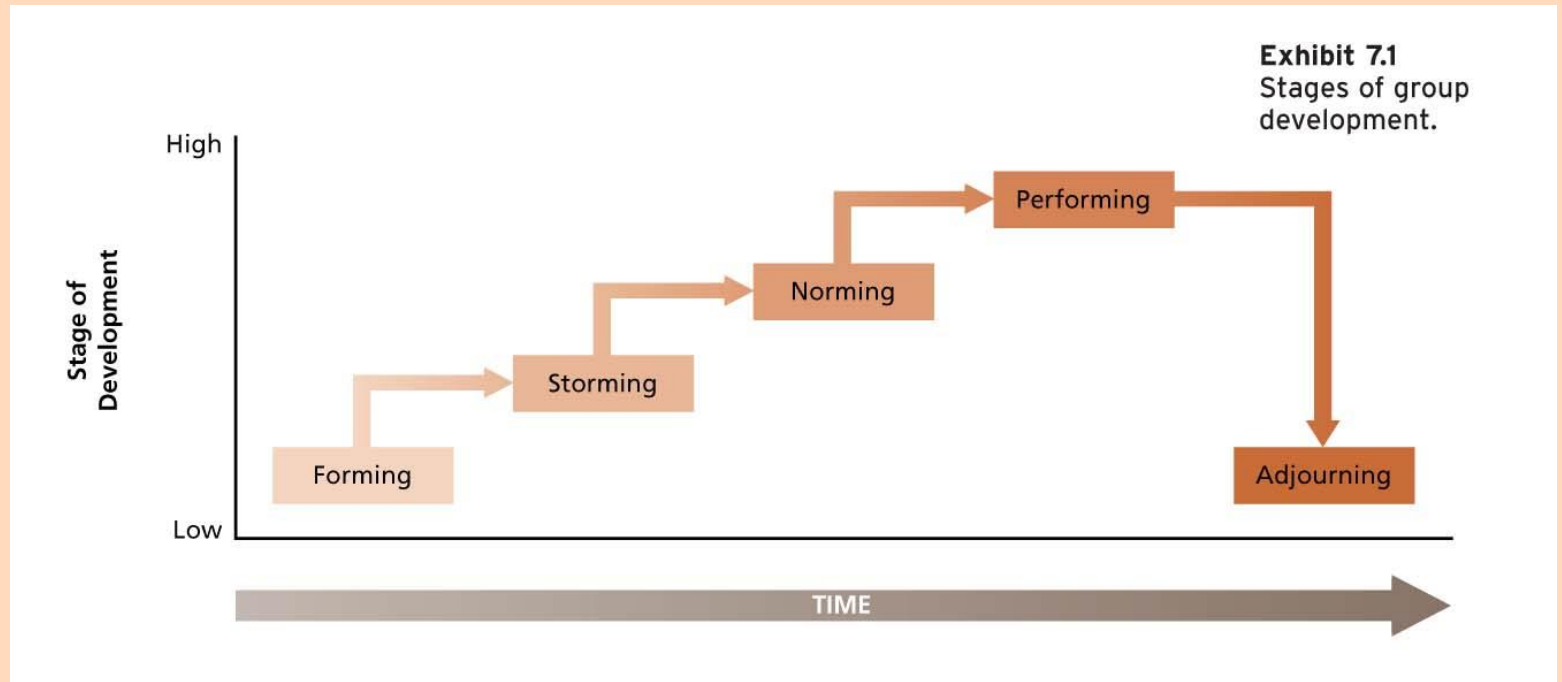 Exhibit 7.1
Stages of group
development.
High
Stage of
Development
Performing
Norming
Storming
Forming
Adjourning
Low
TIME